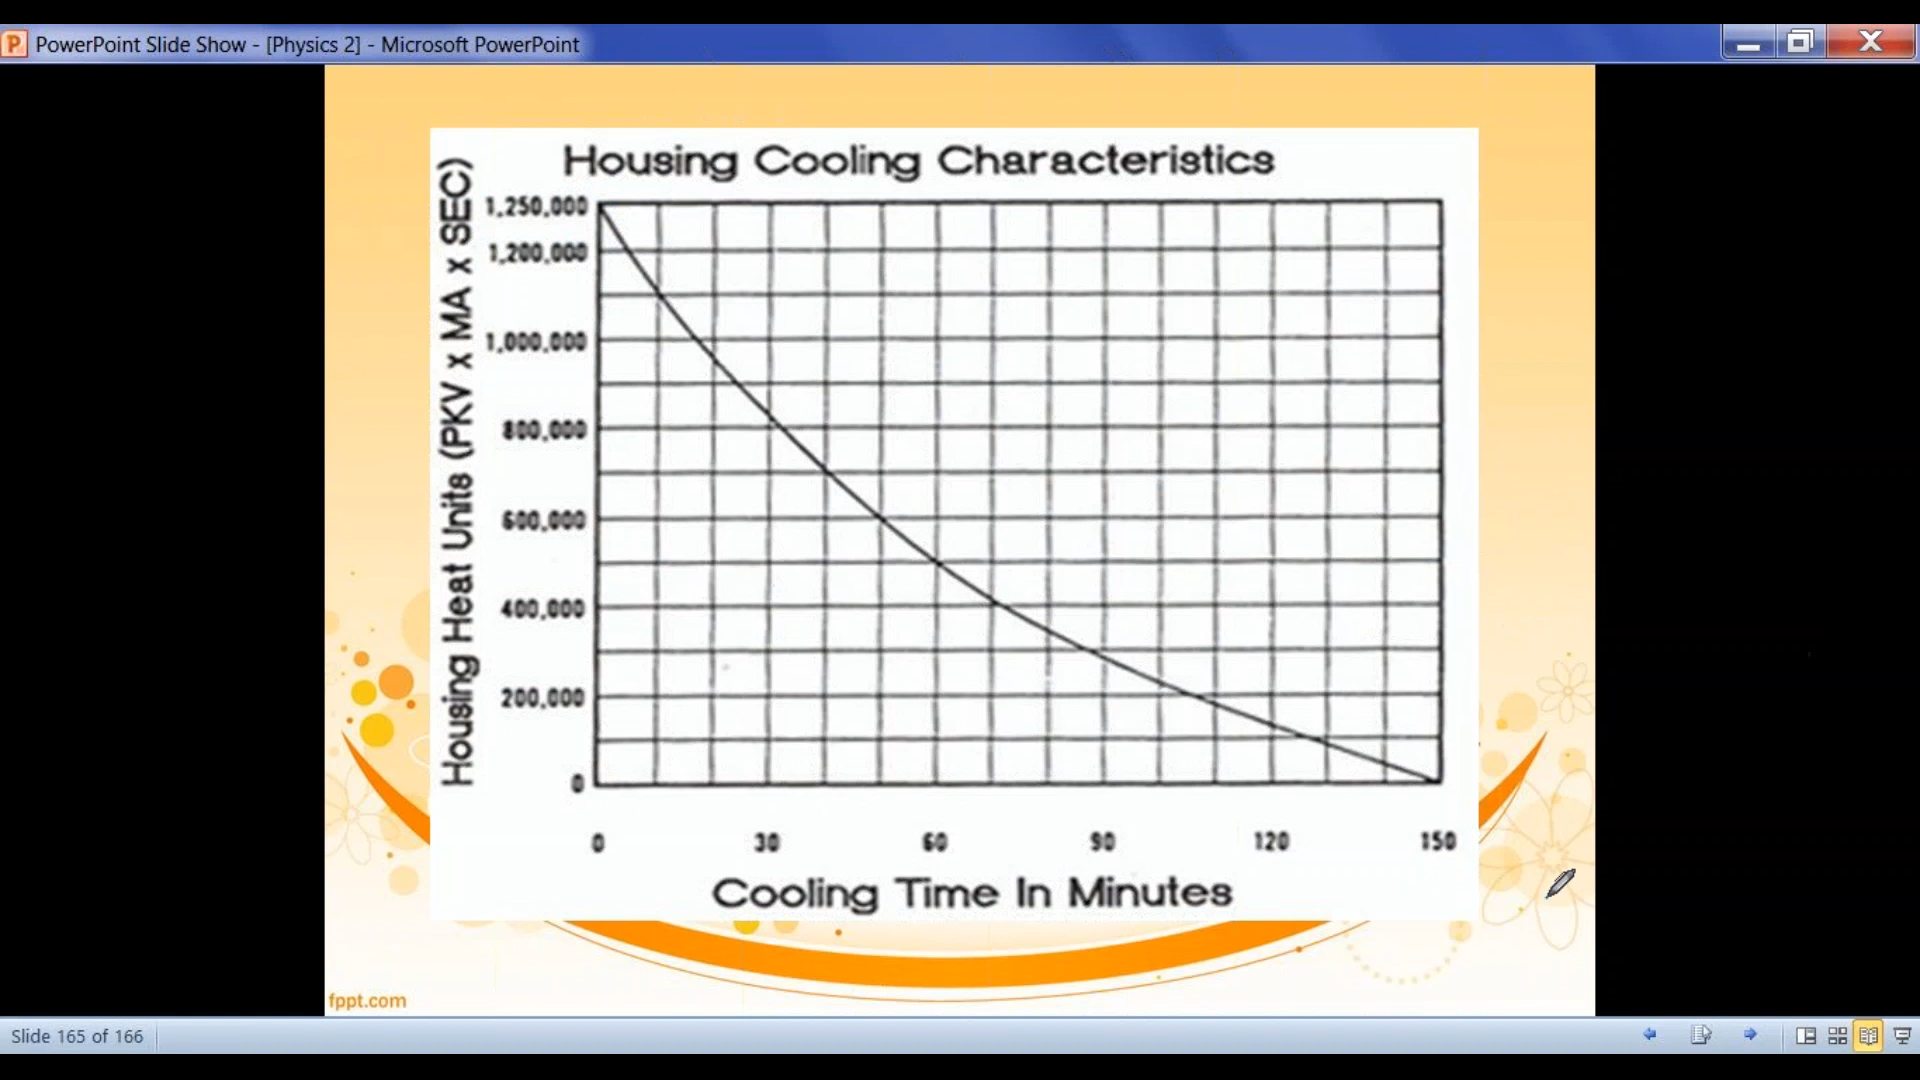 PowerPoint Slide Show - [Physics 2] - Microsoft PowerPoint
Housing Cooling Characteristics
Housing Heat Units (PKV x MA x SEC)
1,250,000
1,200,000
1,000,000
800,000
600,000
400,000
200,000
0
0 30 60 90 120 150
Cooling Time In Minutes
fppt.com
Slide 165 of 166